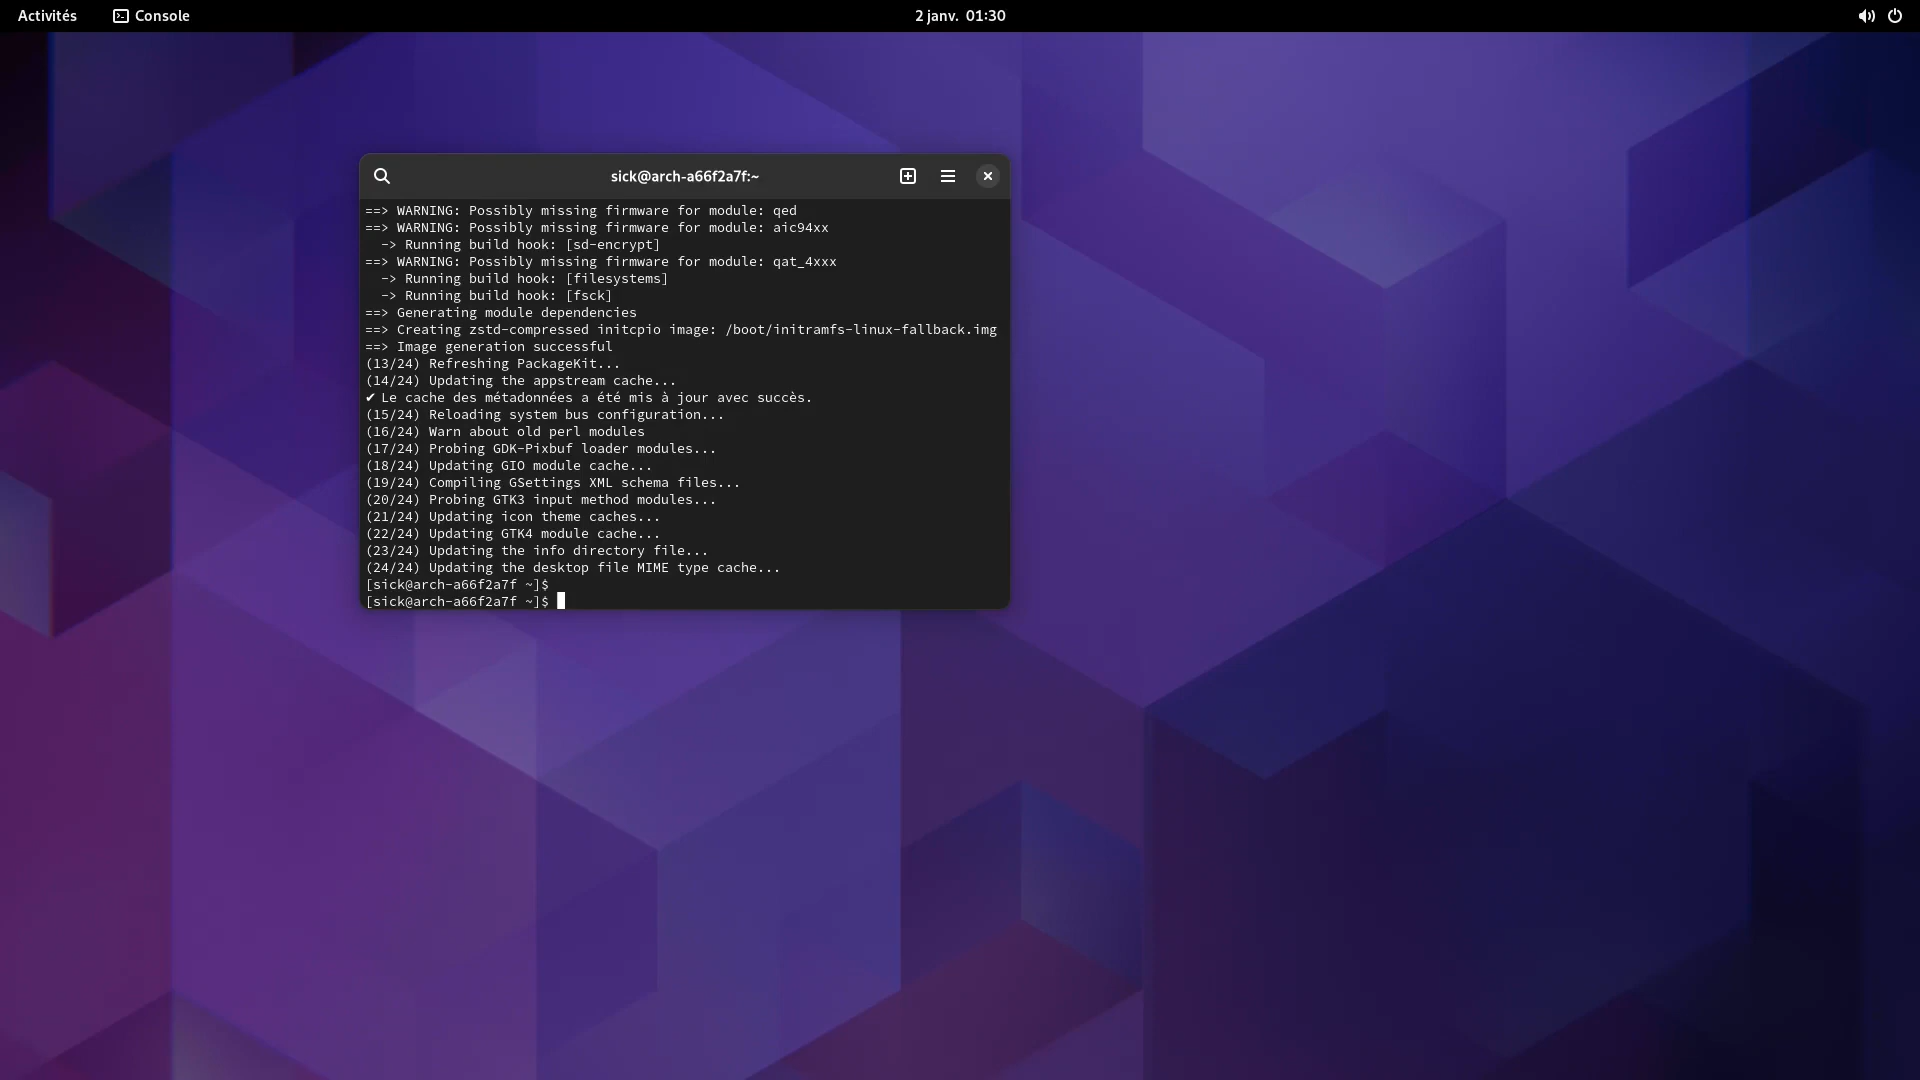 Activités Console 2 janv. 01:30
sick@arch-a66f2a7f:~
==> WARNING: Possibly missing firmware for module: qed
==> WARNING: Possibly missing firmware for module: aic94xx
-> Running build hook: [sd-encrypt]
==> WARNING: Possibly missing firmware for module: qat_4xxx
-> Running build hook: [filesystems]
-> Running build hook: [fsck]
==> Generating module dependencies
==> Creating zstd-compressed initcpio image: /boot/initramfs-linux-fallback.img
==> Image generation successful
(13/24) Refreshing PackageKit...
(14/24) Updating the appstream cache...
✔ Le cache des métadonnées a été mis à jour avec succès.
(15/24) Reloading system bus configuration...
(16/24) Warn about old perl modules
(17/24) Probing GDK-Pixbuf loader modules...
(18/24) Updating GIO module cache...
(19/24) Compiling GSettings XML schema files...
(20/24) Probing GTK3 input method modules...
(21/24) Updating icon theme caches...
(22/24) Updating GTK4 module cache...
(23/24) Updating the info directory file...
(24/24) Updating the desktop file MIME type cache...
[sick@arch-a66f2a7f ~]$
[sick@arch-a66f2a7f ~]$